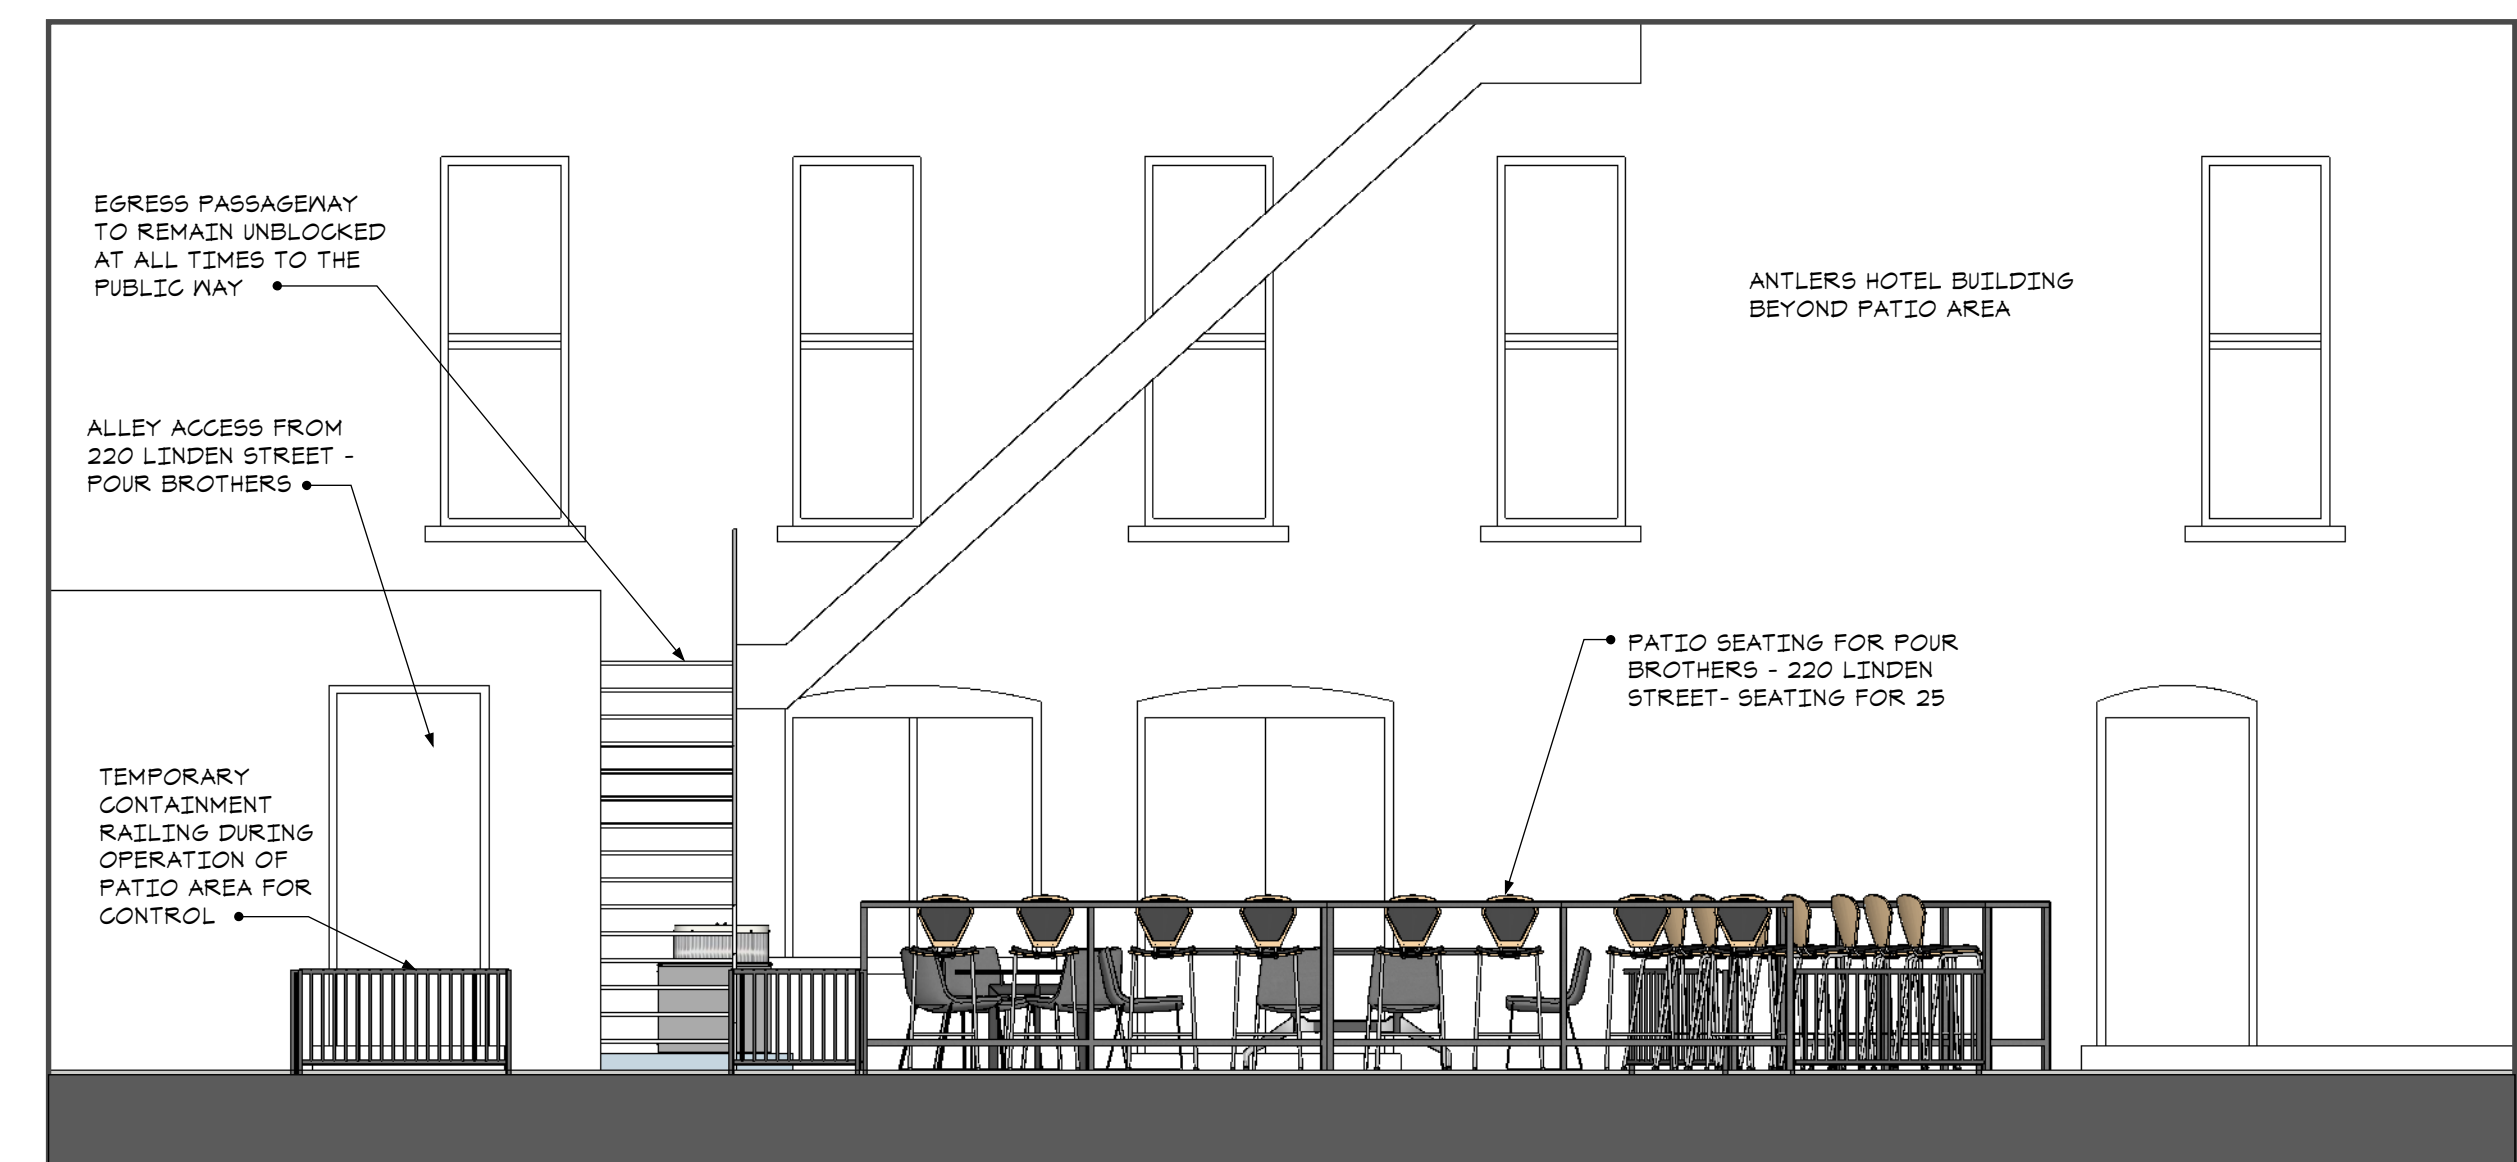 EGRESS PASSAGEWAY
TO REMAIN UNBLOCKED
AT ALL TIMES TO THE
PUBLIC WAY
ANTLERS HOTEL BUILDING
BEYOND PATIO AREA
ALLEY ACCESS FROM
220 LINDEN STREET -
POUR BROTHERS
PATIO SEATING FOR POUR
BROTHERS - 220 LINDEN
STREET- SEATING FOR 25
TEMPORARY
CONTAINMENT
RAILING DURING
OPERATION OF
PATIO AREA FOR
CONTROL